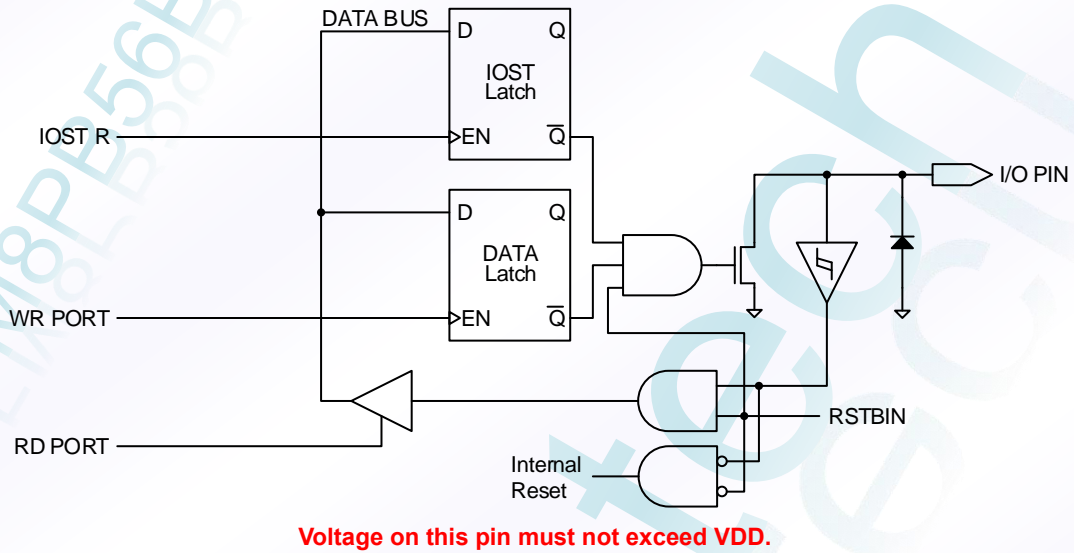 DATA BUS
D Q
IOST
Latch
IOST R
EN Q
I/O PIN
D Q
DATA
Latch
WR PORT
EN Q
RSTBIN
RD PORT
Internal
Reset
Voltage on this pin must not exceed VDD.
tech